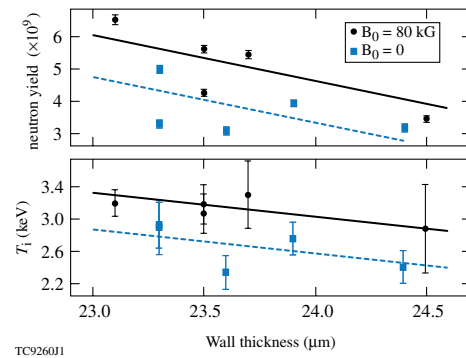 neutron yield (×10⁹)
6
5
4
3
B₀ = 80 kG
B₀ = 0
Tᵢ (keV)
3.4
3.0
2.6
2.2
23.0 23.5 24.0 24.5
Wall thickness (μm)
TC9260J1